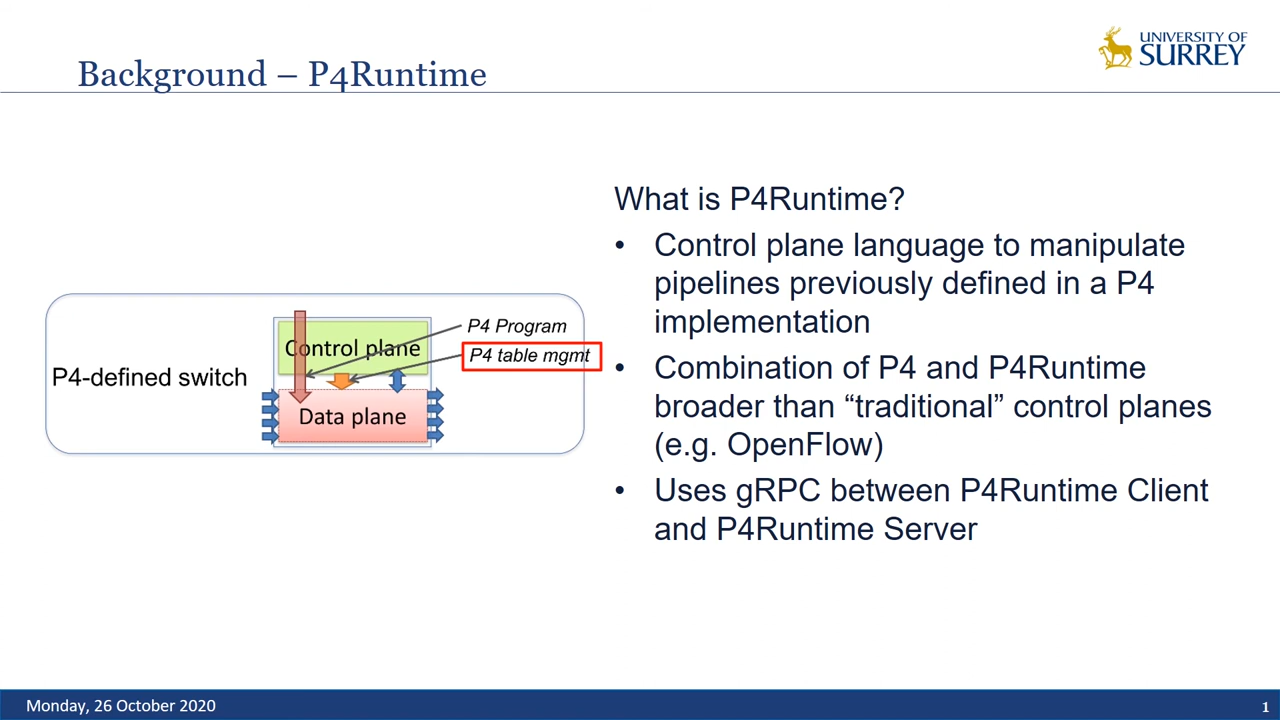 UNIVERSITY OF
SURREY
Background – P4Runtime
What is P4Runtime?
• Control plane language to manipulate
pipelines previously defined in a P4
implementation
• Combination of P4 and P4Runtime
broader than “traditional” control planes
(e.g. OpenFlow)
• Uses gRPC between P4Runtime Client
and P4Runtime Server
P4-defined switch
Control plane
Data plane
P4 Program
P4 table mgmt
Monday, 26 October 2020
1